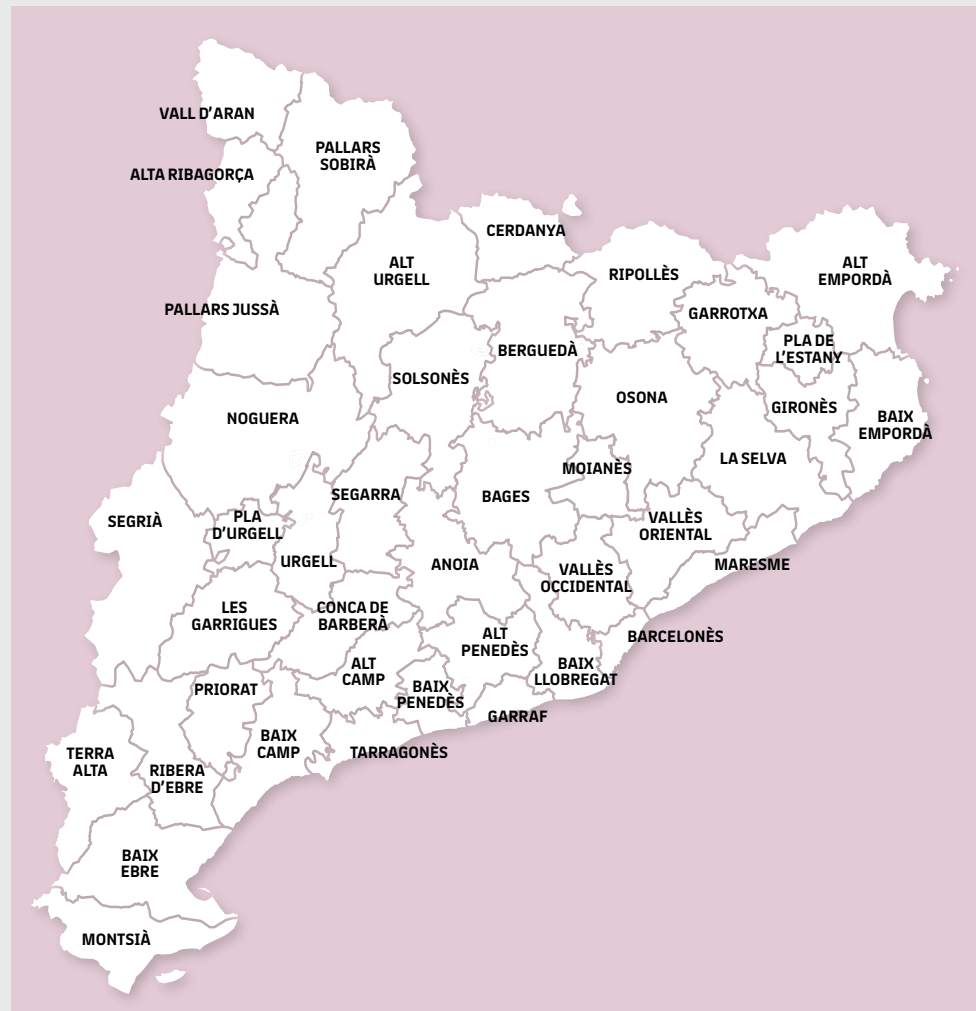 VALL D'ARAN
PALLARS
SOBIRÀ
ALTA RIBAGORÇA
CERDANYA
ALT
URGELL
RIPOLLÈS
ALT
EMPORDÀ
PALLARS JUSSÀ
GARROTXA
PLA DE
L'ESTANY
BERGUEDÀ
SOLSONÈS
OSONA
GIRONÈS
NOGUERA
BAIX
EMPORDÀ
LA SELVA
MOIANÈS
SEGARRA
BAGES
SEGRIÀ
PLA
D'URGELL
VALLÈS
ORIENTAL
URGELL
ANOIA
MARESME
VALLÈS
OCCIDENTAL
LES
GARRIGUES
CONCA DE
BARBERÀ
ALT
PENEDÈS
BARCELONÈS
ALT
CAMP
BAIX
LLOBREGAT
PRIORAT
BAIX
PENEDÈS
GARRAF
BAIX
CAMP
TARRAGONÈS
TERRA
ALTA
RIBERA
D'EBRE
BAIX
EBRE
MONTSIÀ